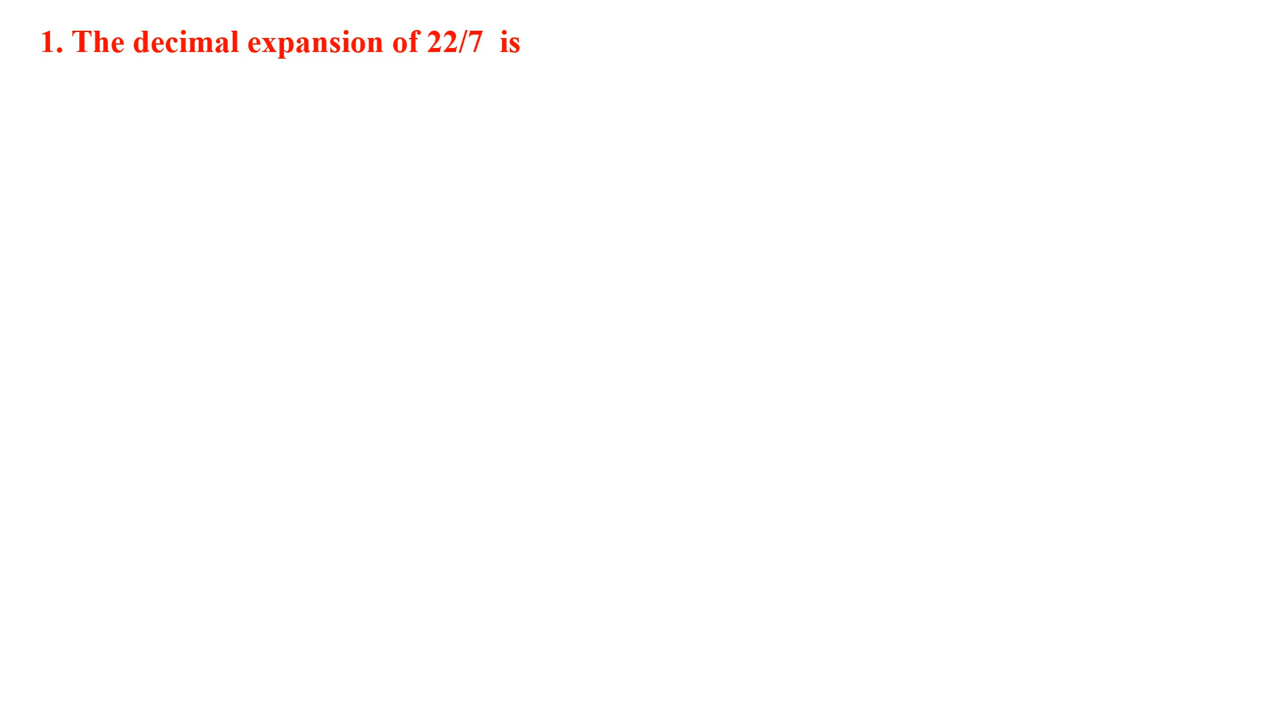 1. The decimal expansion of 22/7  is